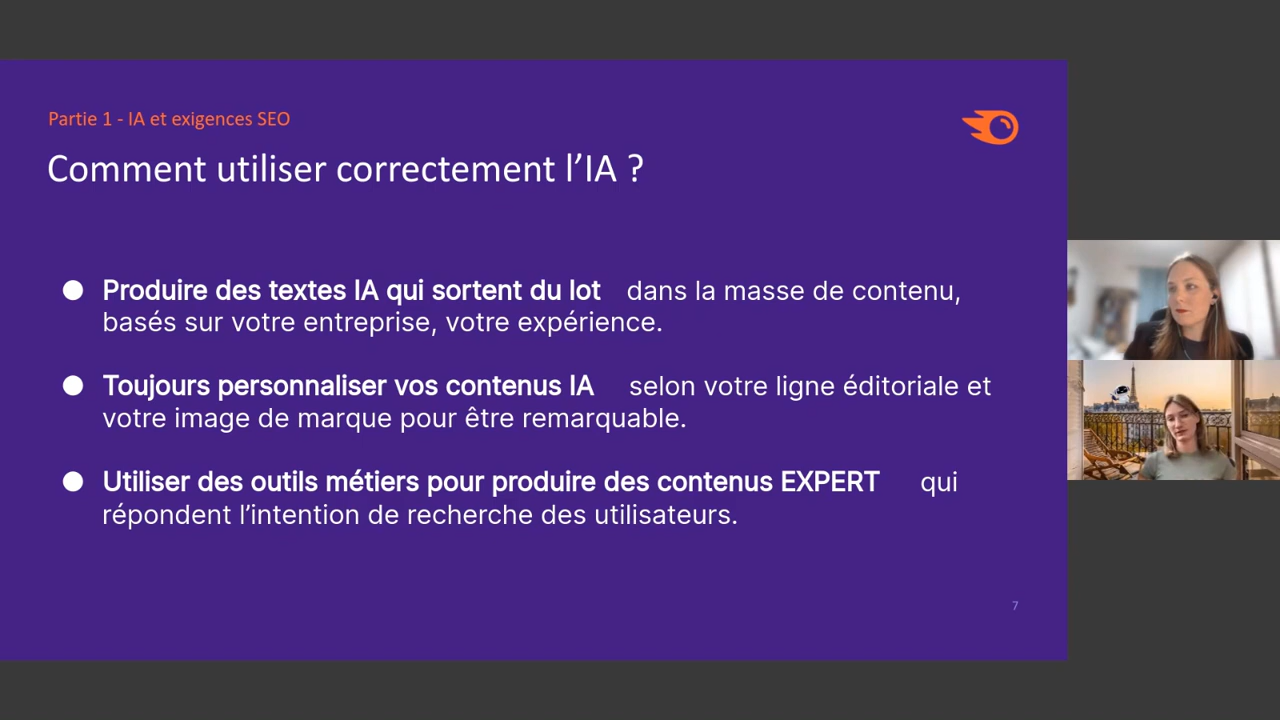 Partie 1 - IA et exigences SEO
Comment utiliser correctement l’IA ?
● Produire des textes IA qui sortent du lot dans la masse de contenu,
basés sur votre entreprise, votre expérience.
● Toujours personnaliser vos contenus IA selon votre ligne éditoriale et
votre image de marque pour être remarquable.
● Utiliser des outils métiers pour produire des contenus EXPERT qui
répondent l’intention de recherche des utilisateurs.
7